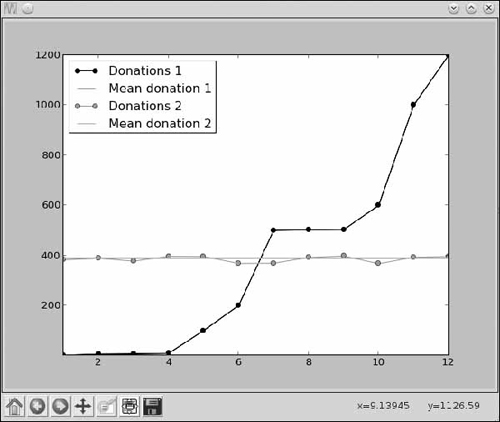 1200
1000
800
600
400
200
Donations 1
Mean donation 1
Donations 2
Mean donation 2
2 4 6 8 10 12
x=9.13945 y=1126.59